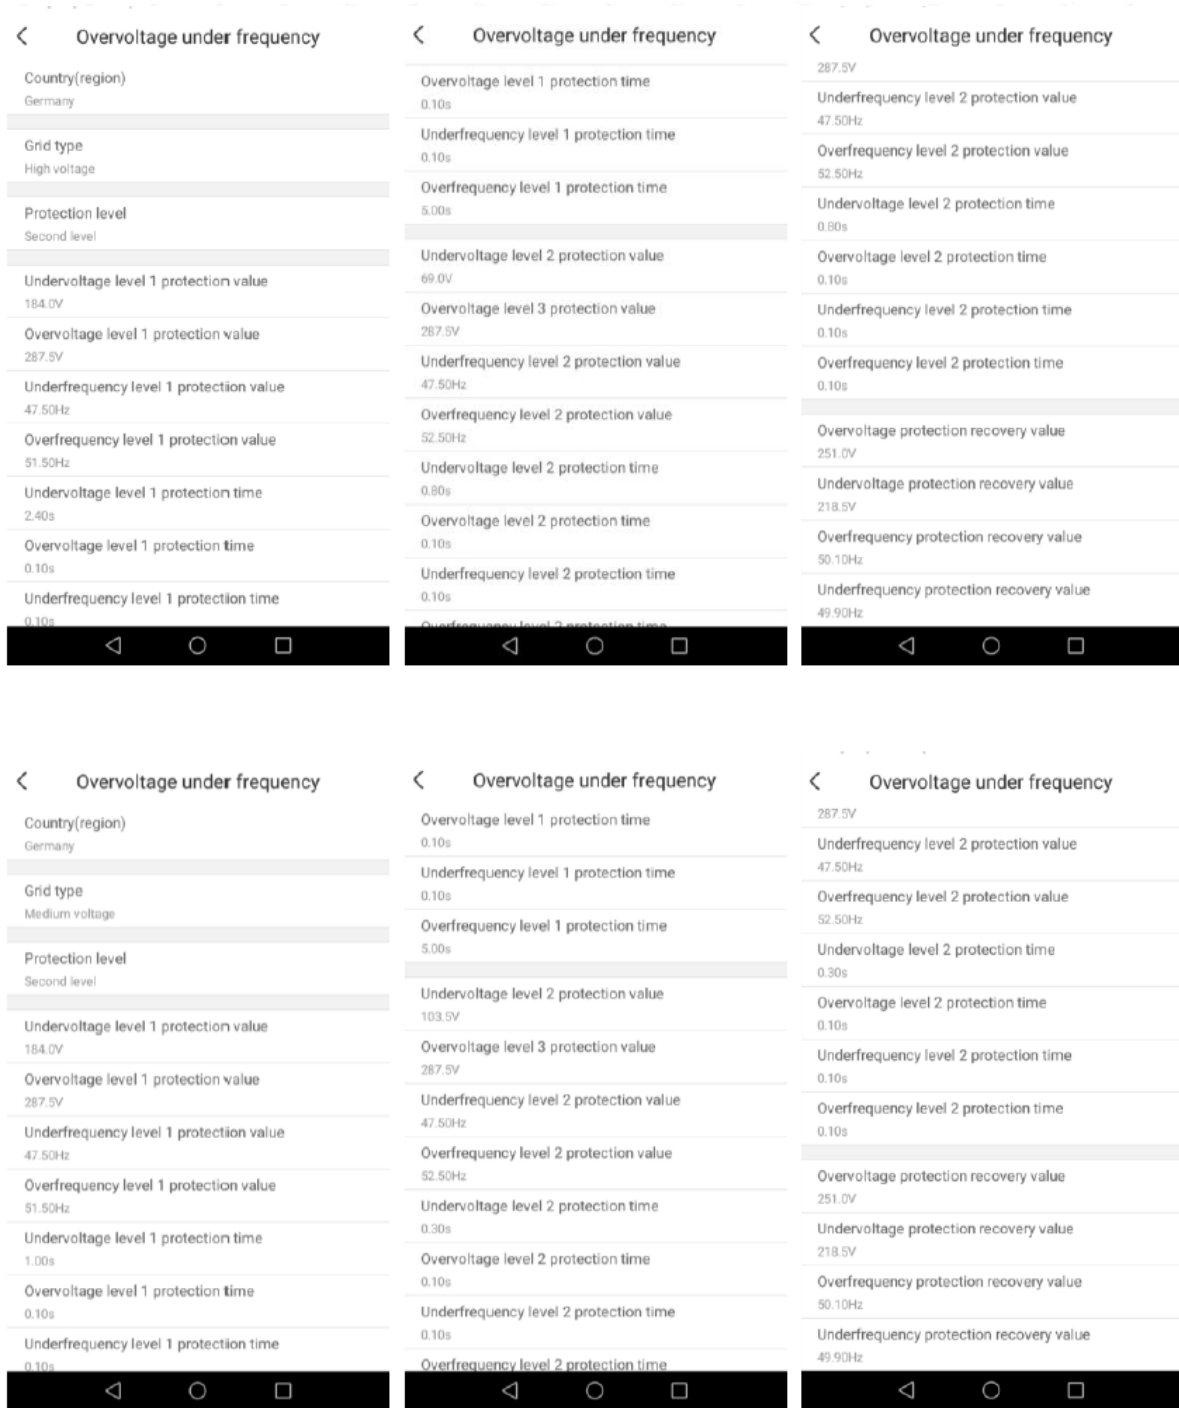 Overvoltage under frequency
Country(region)
Germany
Grid type
High voltage
Protection level
Second level
Undervoltage level 1 protection value
184.0V
Overvoltage level 1 protection value
287.5V
Underfrequency level 1 protection value
47.50Hz
Overfrequency level 1 protection value
51.50Hz
Undervoltage level 1 protection time
2.40s
Overvoltage level 1 protection time
0.10s
Underfrequency level 1 protection time
0.10s
Overvoltage under frequency
Overvoltage level 1 protection time
0.10s
Underfrequency level 1 protection time
0.10s
Overfrequency level 1 protection time
5.00s
Undervoltage level 2 protection value
69.0V
Overvoltage level 3 protection value
287.5V
Underfrequency level 2 protection value
47.50Hz
Overfrequency level 2 protection value
52.50Hz
Undervoltage level 2 protection time
0.80s
Overvoltage level 2 protection time
0.10s
Underfrequency level 2 protection time
0.10s
Overfrequency level 2 protection time
Overvoltage under frequency
287.5V
Underfrequency level 2 protection value
47.50Hz
Overfrequency level 2 protection value
52.50Hz
Undervoltage level 2 protection time
0.80s
Overvoltage level 2 protection time
0.10s
Underfrequency level 2 protection time
0.10s
Overfrequency level 2 protection time
0.10s
Overvoltage protection recovery value
251.0V
Undervoltage protection recovery value
218.5V
Overfrequency protection recovery value
50.10Hz
Underfrequency protection recovery value
49.90Hz
Overvoltage under frequency
Country(region)
Germany
Grid type
Medium voltage
Protection level
Second level
Undervoltage level 1 protection value
184.0V
Overvoltage level 1 protection value
287.5V
Underfrequency level 1 protection value
47.50Hz
Overfrequency level 1 protection value
51.50Hz
Undervoltage level 1 protection time
1.00s
Overvoltage level 1 protection time
0.10s
Underfrequency level 1 protection time
0.10s
Overvoltage under frequency
Overvoltage level 1 protection time
0.10s
Underfrequency level 1 protection time
0.10s
Overfrequency level 1 protection time
5.00s
Undervoltage level 2 protection value
103.5V
Overvoltage level 3 protection value
287.5V
Underfrequency level 2 protection value
47.50Hz
Overfrequency level 2 protection value
52.50Hz
Undervoltage level 2 protection time
0.30s
Overvoltage level 2 protection time
0.10s
Underfrequency level 2 protection time
0.10s
Overfrequency level 2 protection time
Overvoltage under frequency
287.5V
Underfrequency level 2 protection value
47.50Hz
Overfrequency level 2 protection value
52.50Hz
Undervoltage level 2 protection time
0.30s
Overvoltage level 2 protection time
0.10s
Underfrequency level 2 protection time
0.10s
Overfrequency level 2 protection time
0.10s
Overvoltage protection recovery value
251.0V
Undervoltage protection recovery value
218.5V
Overfrequency protection recovery value
50.10Hz
Underfrequency protection recovery value
49.90Hz